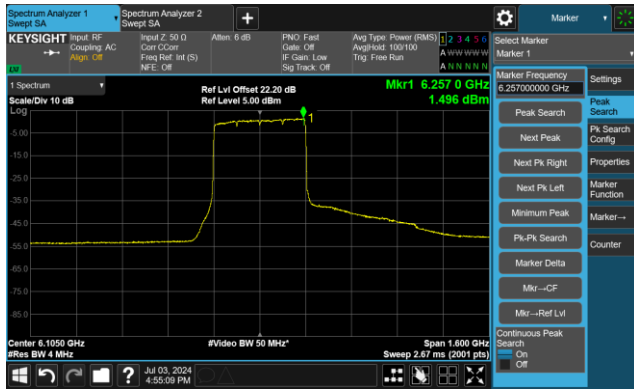 Spectrum Analyzer 1
Swept SA
Spectrum Analyzer 2
Swept SA
+
Marker
KEYSIGHT
Input: RF
Coupling: AC
Align: Off
Input Z: 50 Ω
Corr CCorr
Freq Ref: Int (S)
NFE: Off
Atten: 6 dB
PNO: Fast
Gate: Off
IF Gain: Low
Sig Track: Off
Avg Type: Power (RMS)
Avg|Hold: 100/100
Trig: Free Run
1 2 3 4 5 6
A W W W W W
A N N N N N
Select Marker
Marker 1
1 Spectrum
Scale/Div 10 dB
Log
Ref Lvl Offset 22.20 dB
Ref Level 5.00 dBm
Mkr1 6.257 0 GHz
1.496 dBm
1
-5.00
-15.0
-25.0
-35.0
-45.0
-55.0
-65.0
-75.0
-85.0
Center 6.1050 GHz
#Res BW 4 MHz
#Video BW 50 MHz*
Span 1.600 GHz
Sweep 2.67 ms (2001 pts)
Marker Frequency
6.257000000 GHz
Peak Search
Next Peak
Next Pk Right
Next Pk Left
Minimum Peak
Pk-Pk Search
Marker Delta
Mkr→CF
Mkr→Ref Lvl
Continuous Peak
Search
On
Off
Settings
Peak
Search
Pk Search
Config
Properties
Marker
Function
Marker→
Counter
?
Jul 03, 2024
4:55:09 PM